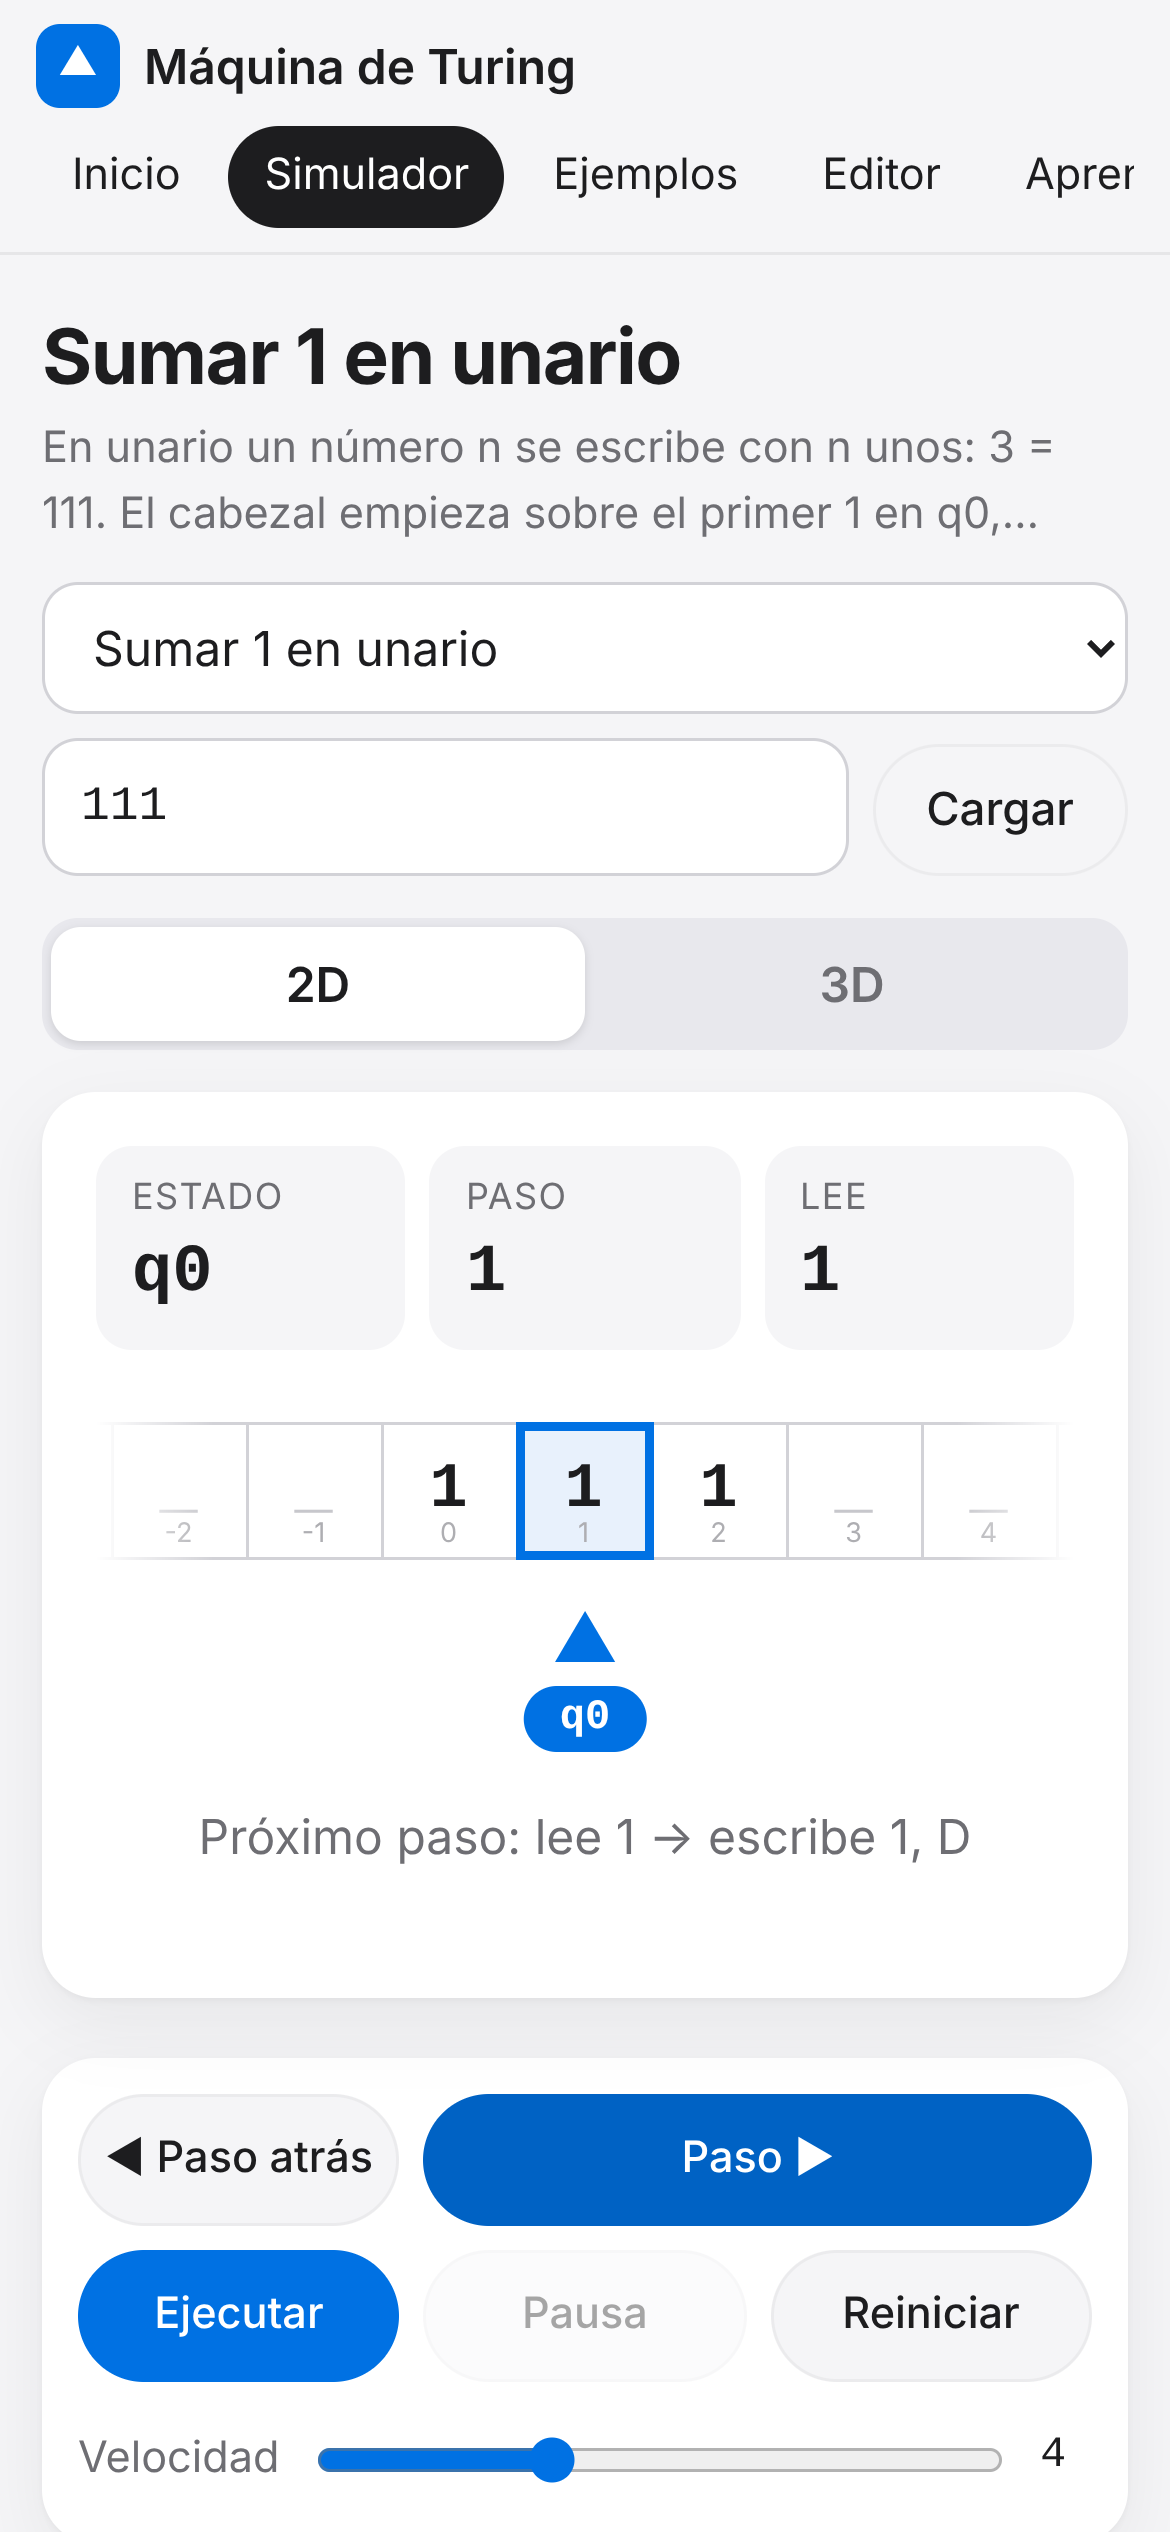 Máquina de Turing
Inicio Simulador Ejemplos Editor Apren
Sumar 1 en unario
En unario un número n se escribe con n unos: 3 =
111. El cabezal empieza sobre el primer 1 en q0,...
Sumar 1 en unario
111 Cargar
2D 3D
ESTADO PASO LEE
q0 1 1
_ _ 1 1 1 _ _
-2 -1 0 1 2 3 4
q0
Próximo paso: lee 1 → escribe 1, D
◀ Paso atrás Paso ▶
Ejecutar Pausa Reiniciar
Velocidad 4